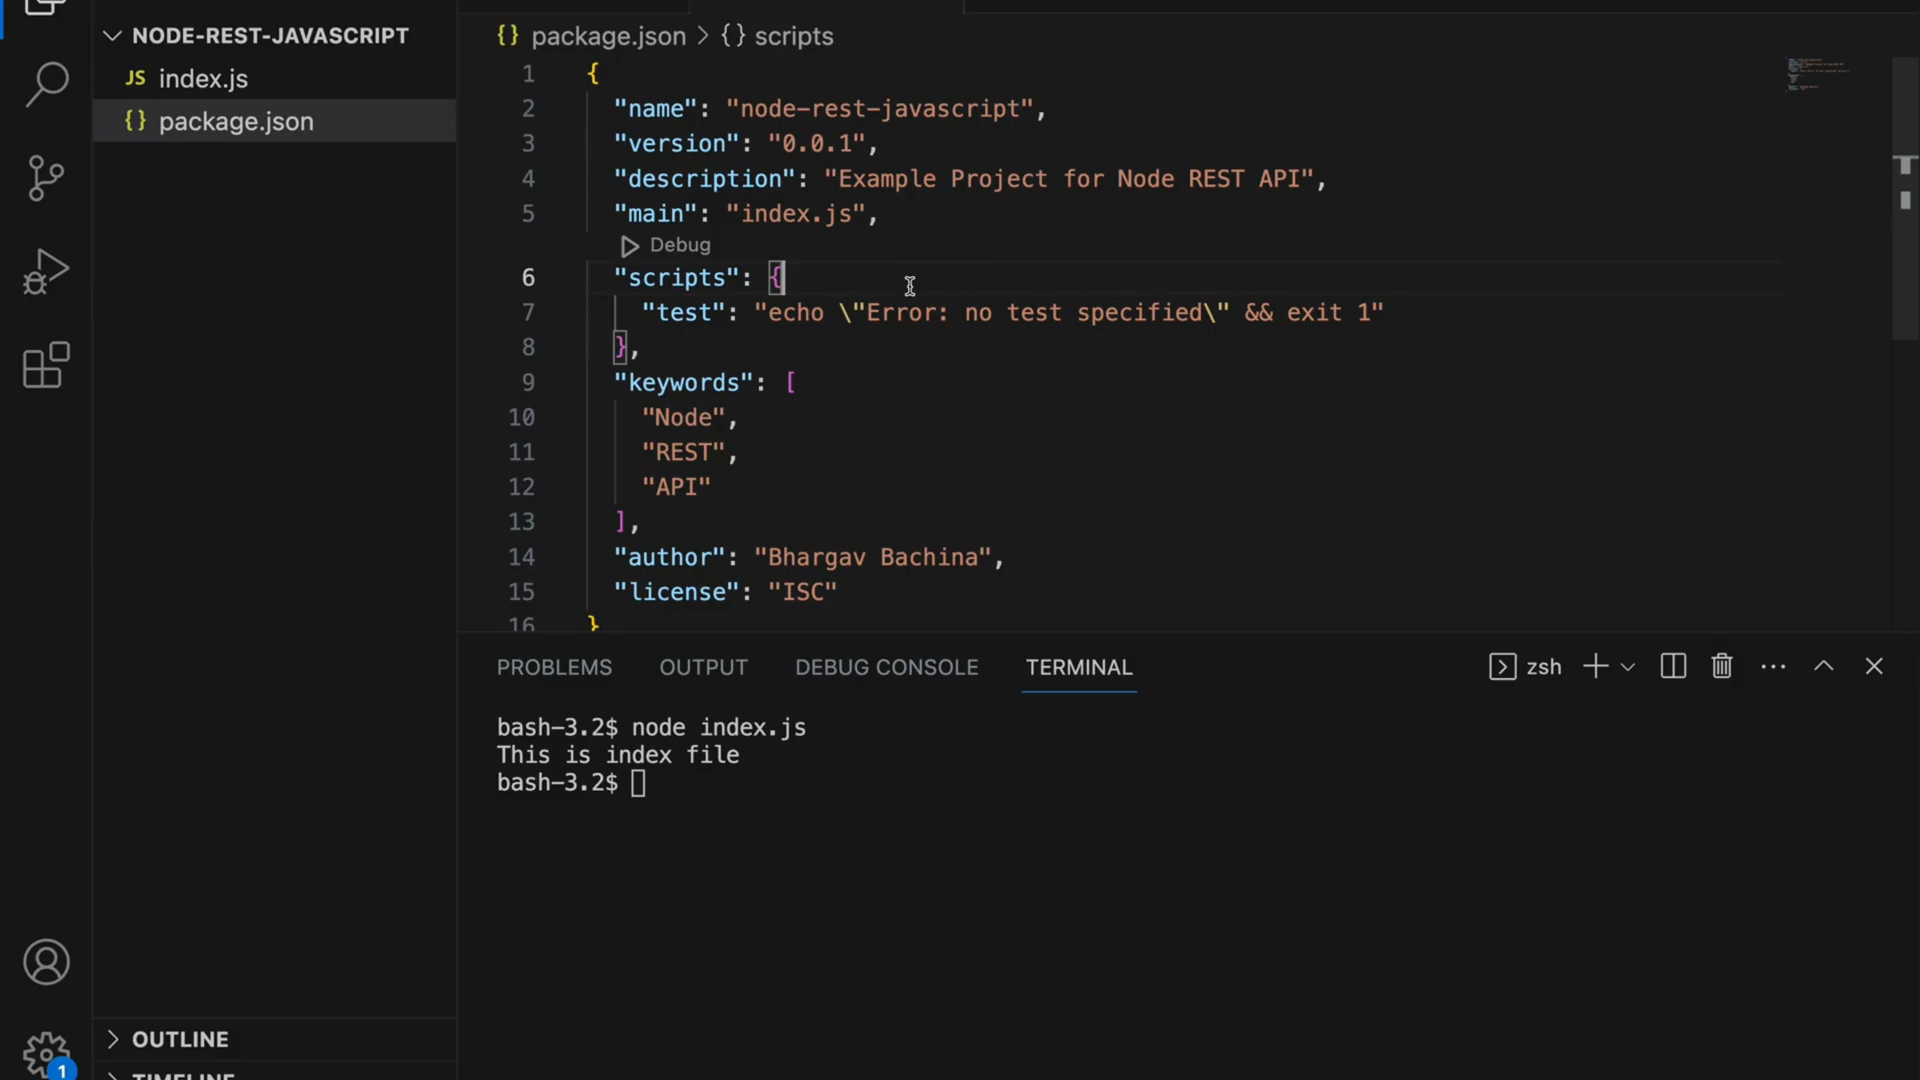 NODE-REST-JAVASCRIPT
JS index.js
{} package.json
OUTLINE
TIMELINE
1
{} package.json > {} scripts
1 {
2 "name": "node-rest-javascript",
3 "version": "0.0.1",
4 "description": "Example Project for Node REST API",
5 "main": "index.js",
Debug
6 "scripts": {
7 "test": "echo \"Error: no test specified\" && exit 1"
8 },
9 "keywords": [
10 "Node",
11 "REST",
12 "API"
13 ],
14 "author": "Bhargav Bachina",
15 "license": "ISC"
16 }
PROBLEMS OUTPUT DEBUG CONSOLE TERMINAL zsh
bash-3.2$ node index.js
This is index file
bash-3.2$